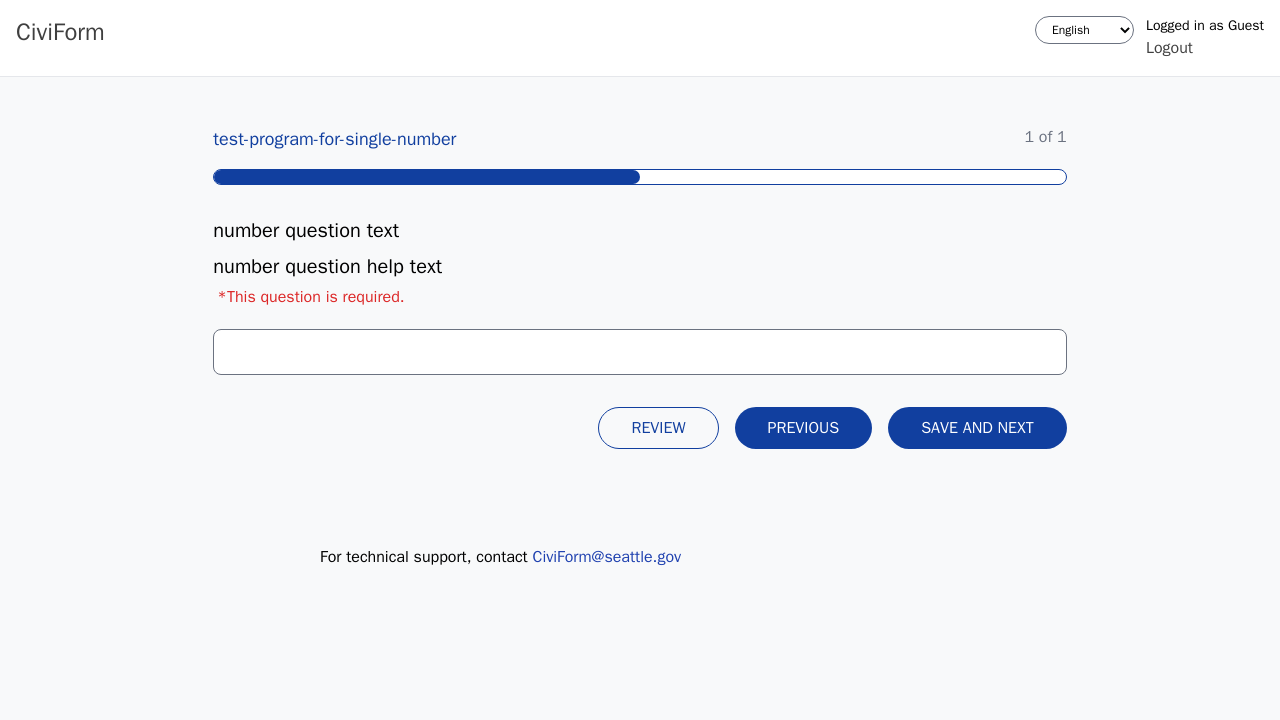 CiviForm
English
Logged in as Guest
Logout
test-program-for-single-number
1 of 1
number question text
number question help text
*This question is required.
REVIEW
PREVIOUS
SAVE AND NEXT
For technical support, contact CiviForm@seattle.gov